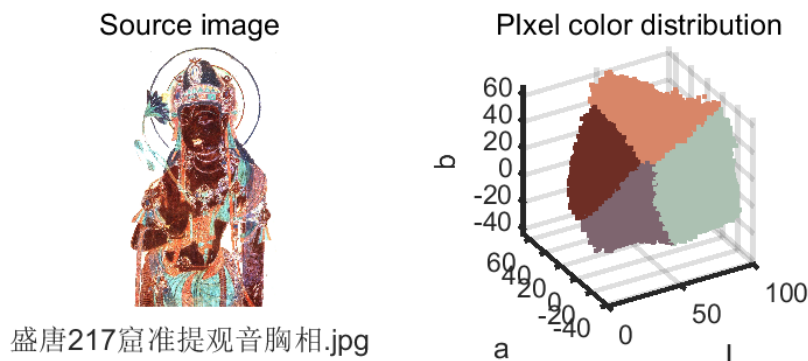 Source image
PIxel color distribution
盛唐217窟准提观音胸相.jpg
b
60
40
20
0
-20
-40
a
60
40
20
0
-20
-40
L
0
50
100